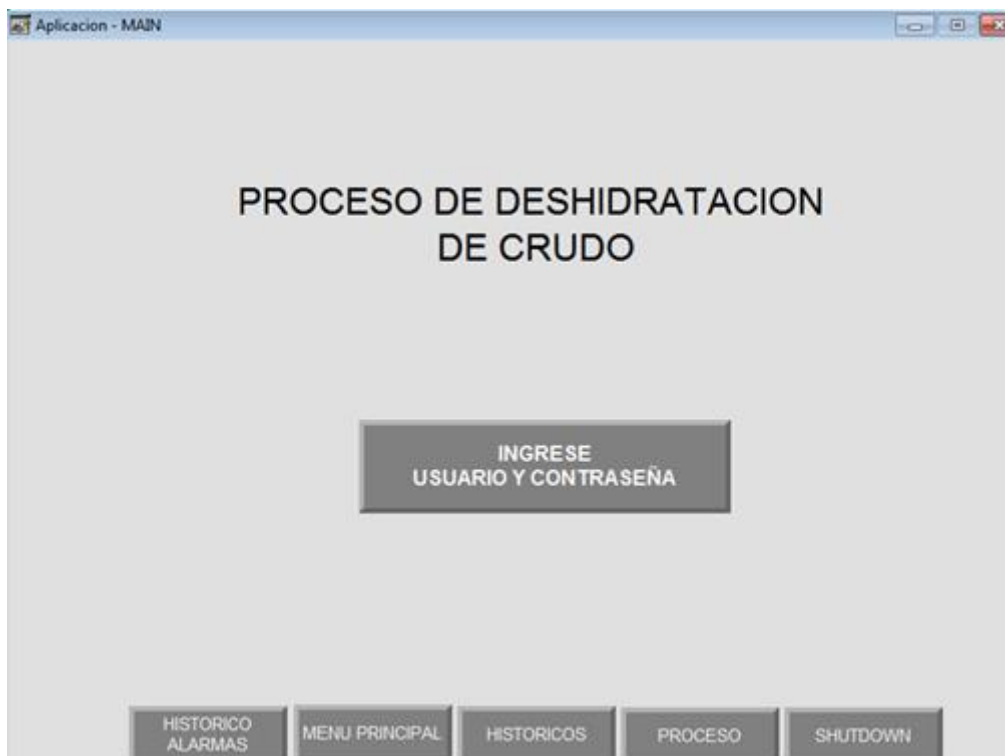 Aplicacion - MAIN
PROCESO DE DESHIDRATACION
DE CRUDO
INGRESE
USUARIO Y CONTRASEÑA
HISTORICO
ALARMAS
MENU PRINCIPAL
HISTORICOS
PROCESO
SHUTDOWN